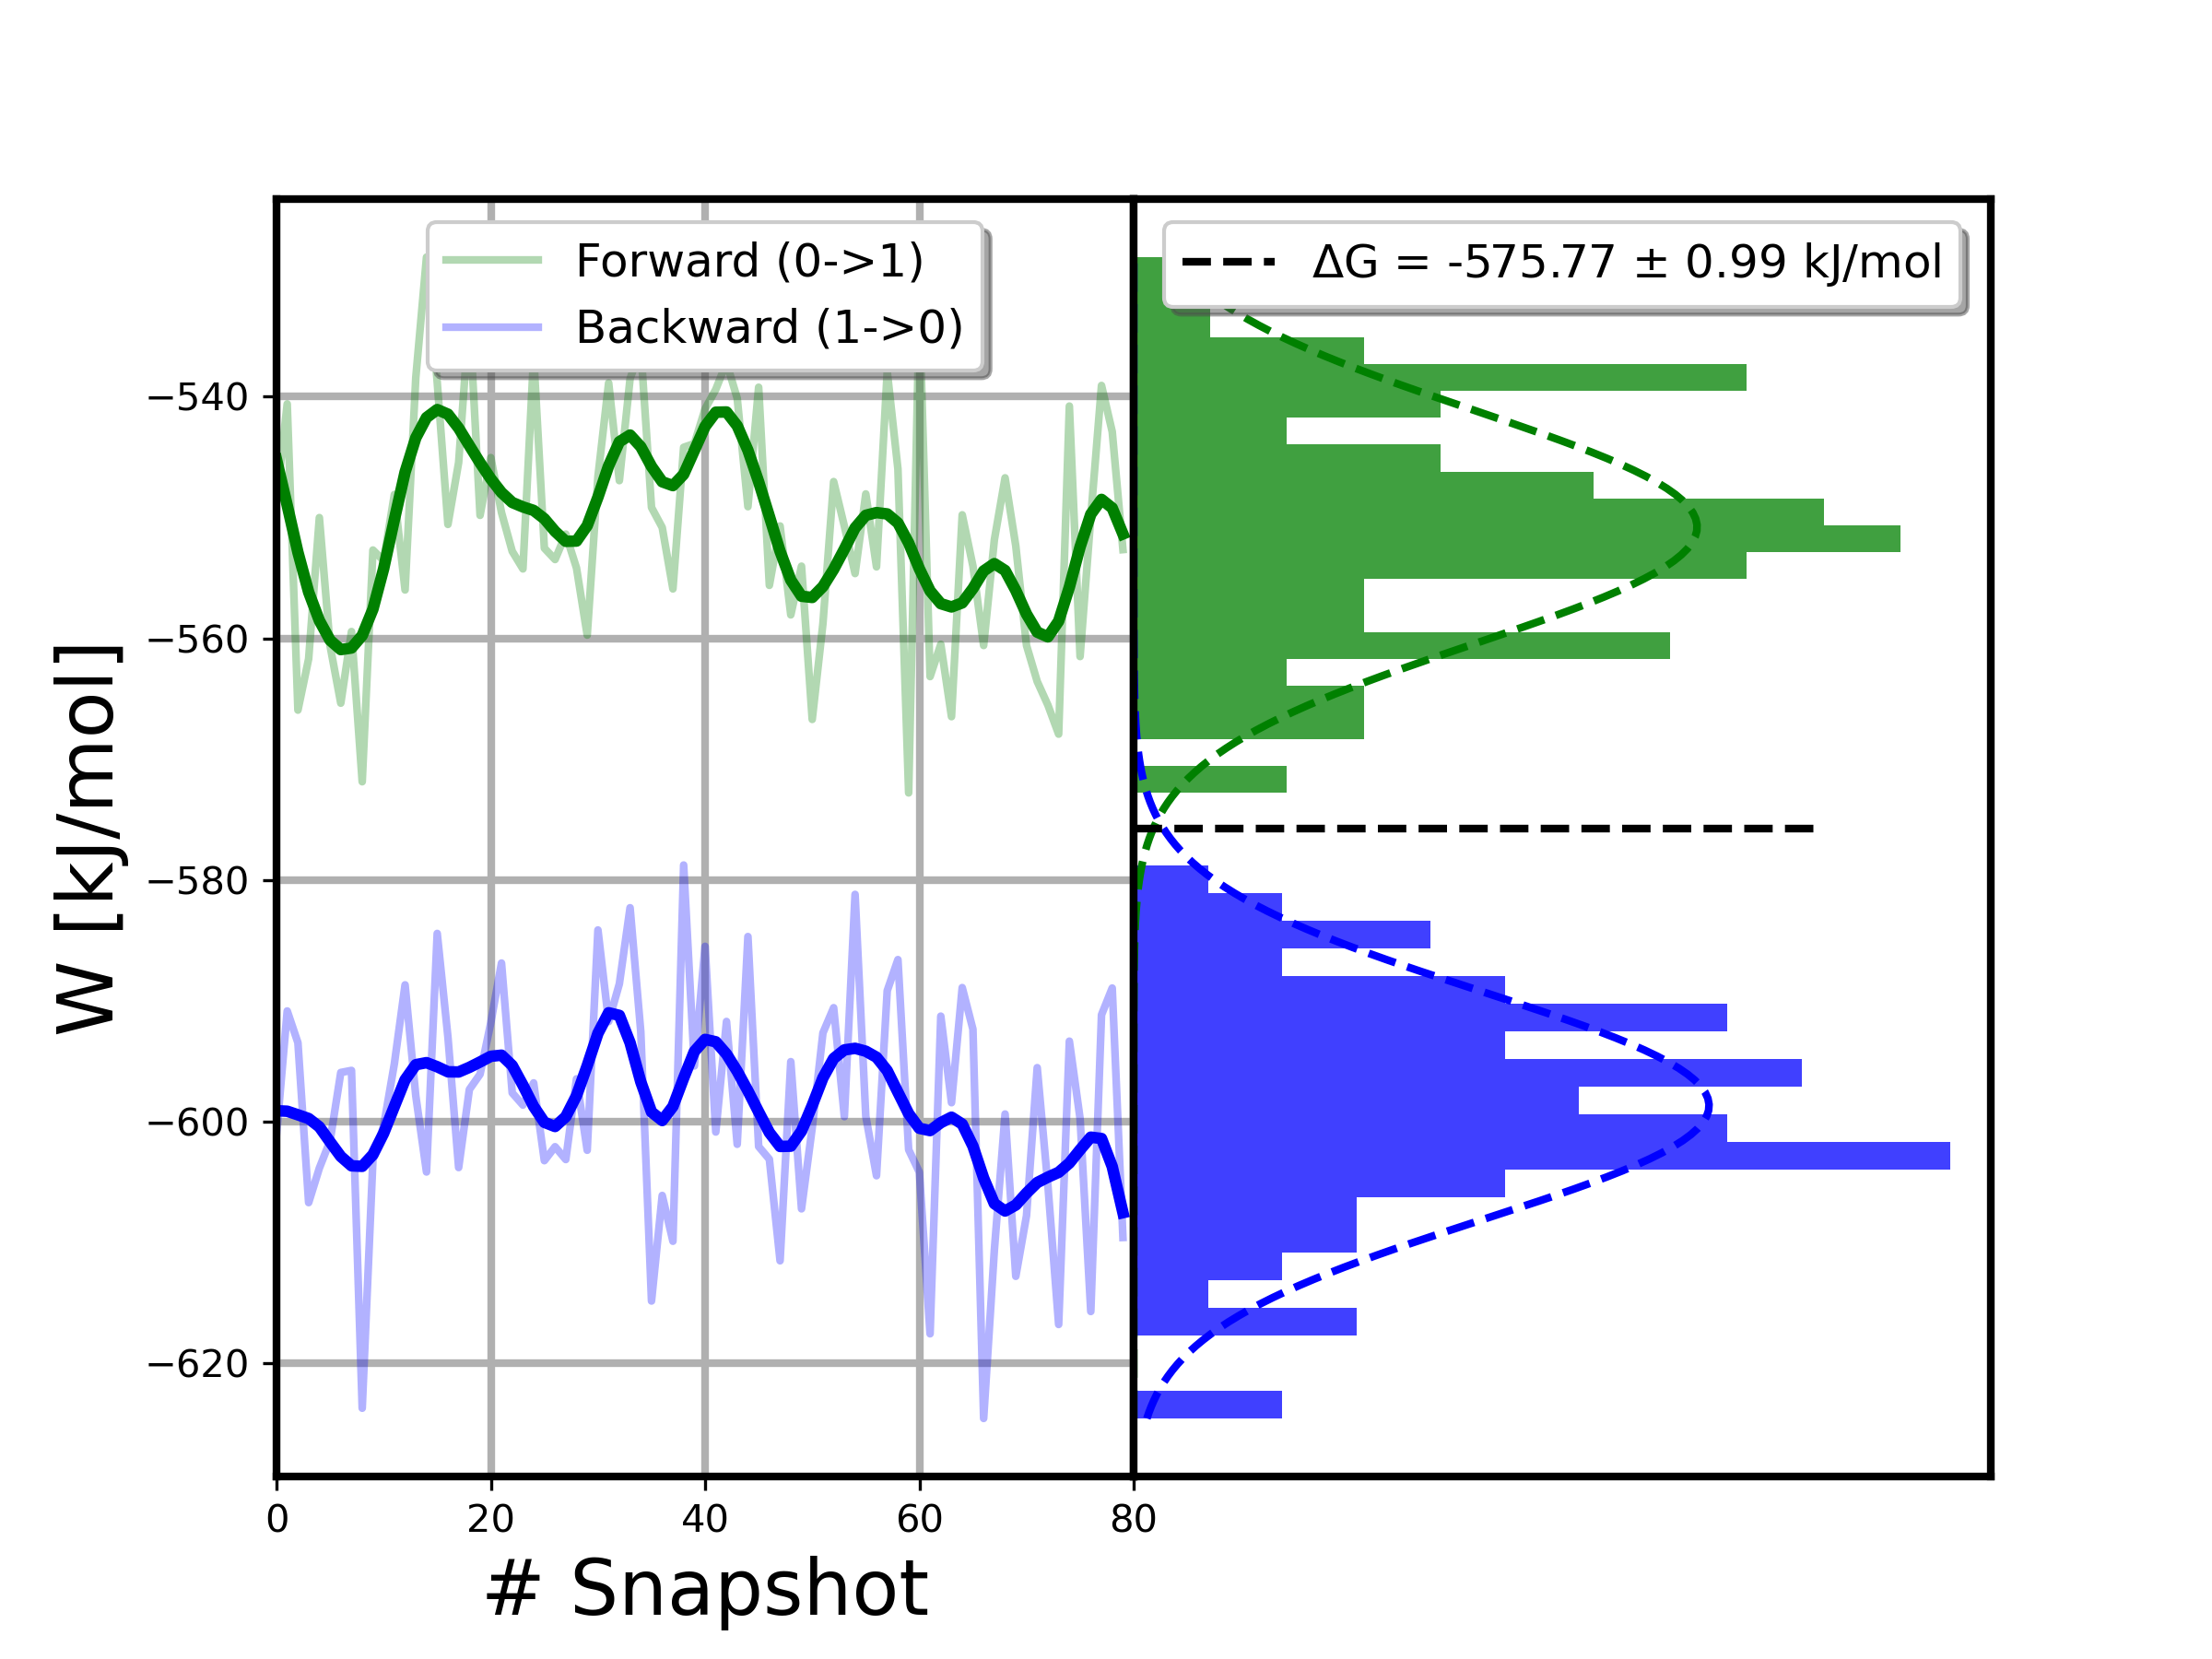 Forward (0->1)
Backward (1->0)
ΔG = -575.77 ± 0.99 kJ/mol
W [kJ/mol]
−540
−560
−580
−600
−620
0 20 40 60 80
# Snapshot